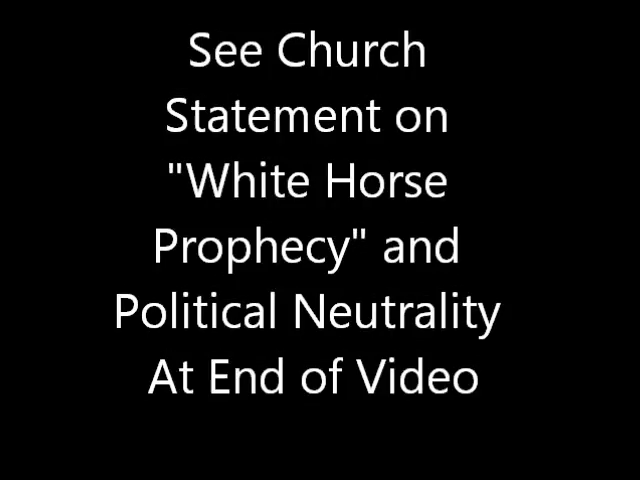 See Church
Statement on
"White Horse
Prophecy" and
Political Neutrality
At End of Video